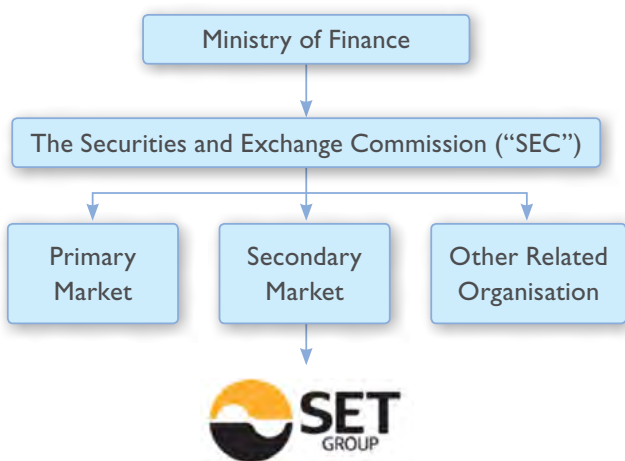 Ministry of Finance
The Securities and Exchange Commission (“SEC”)
Primary
Market
Secondary
Market
Other Related
Organisation
SET
GROUP